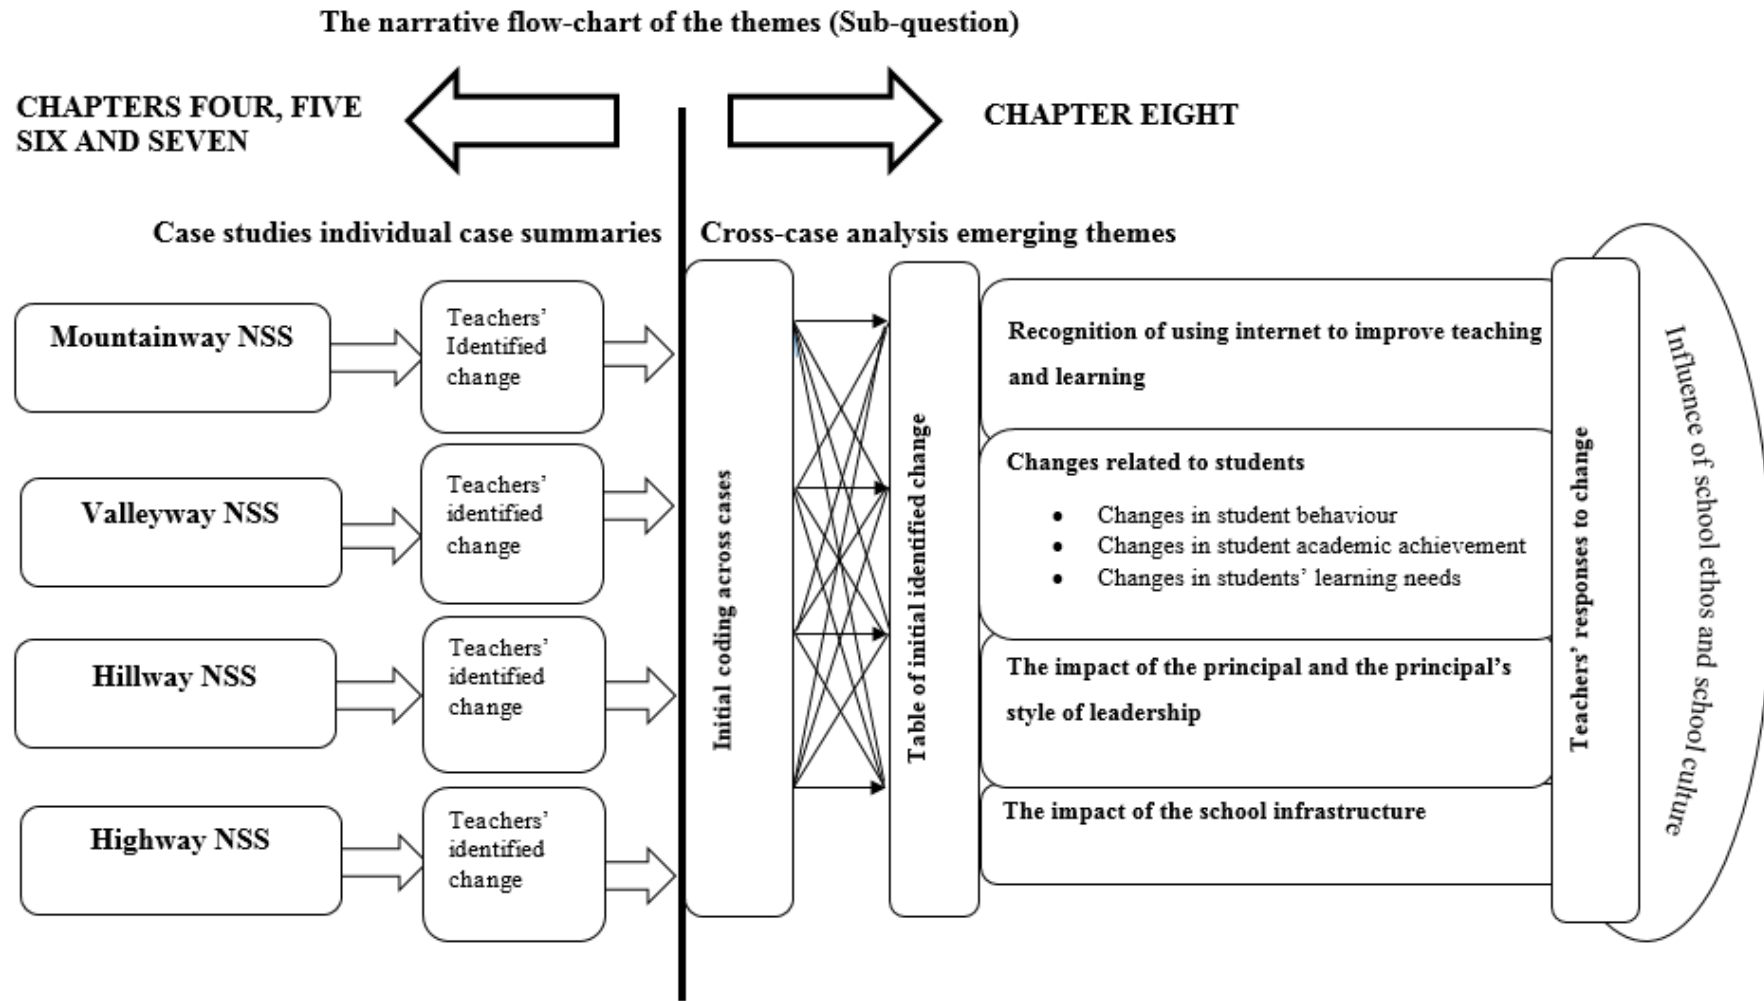 The narrative flow-chart of the themes (Sub-question)
CHAPTERS FOUR, FIVE
SIX AND SEVEN
CHAPTER EIGHT
Case studies individual case summaries
Cross-case analysis emerging themes
Mountainway NSS
Teachers’
Identified
change
Valleyway NSS
Teachers’
identified
change
Hillway NSS
Teachers’
identified
change
Highway NSS
Teachers’
identified
change
Initial coding across cases
Table of initial identified change
Recognition of using internet to improve teaching
and learning
Changes related to students
• Changes in student behaviour
• Changes in student academic achievement
• Changes in students’ learning needs
The impact of the principal and the principal’s
style of leadership
The impact of the school infrastructure
Teachers’ responses to change
Influence of school ethos and school culture